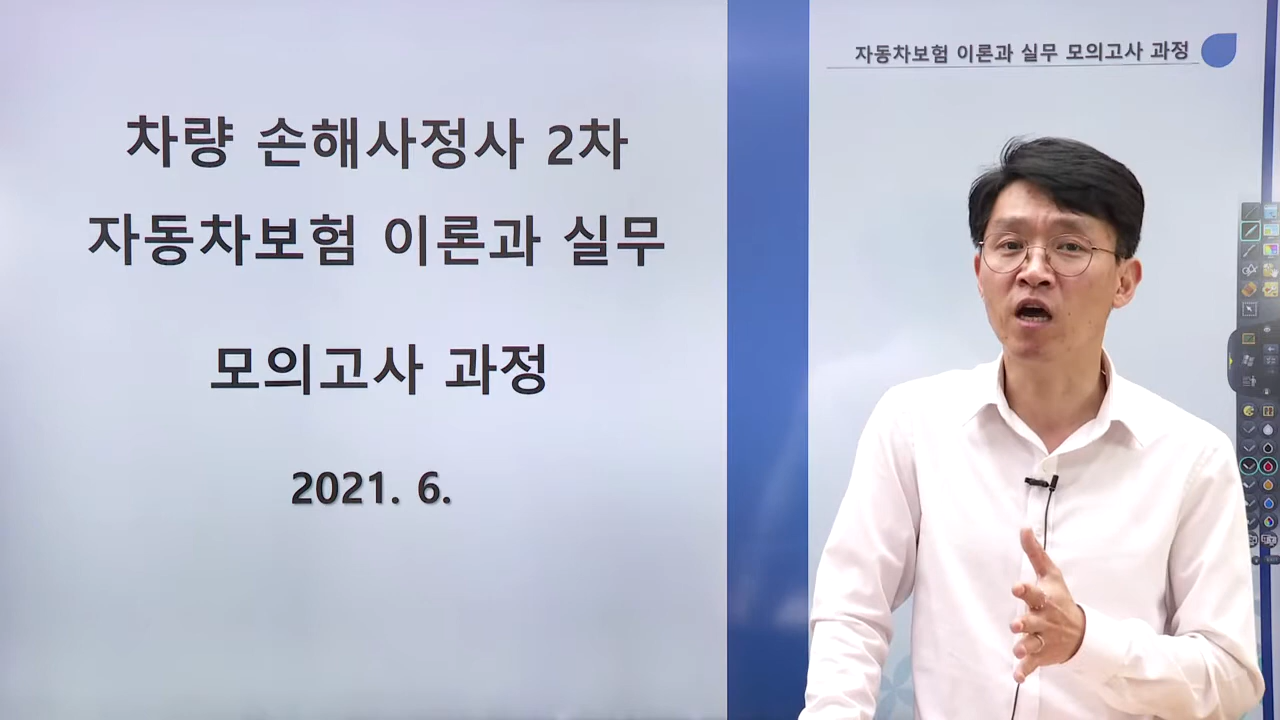 차량 손해사정사 2차
자동차보험 이론과 실무
모의고사 과정
2021. 6.
자동차보험 이론과 실무 모의고사 과정